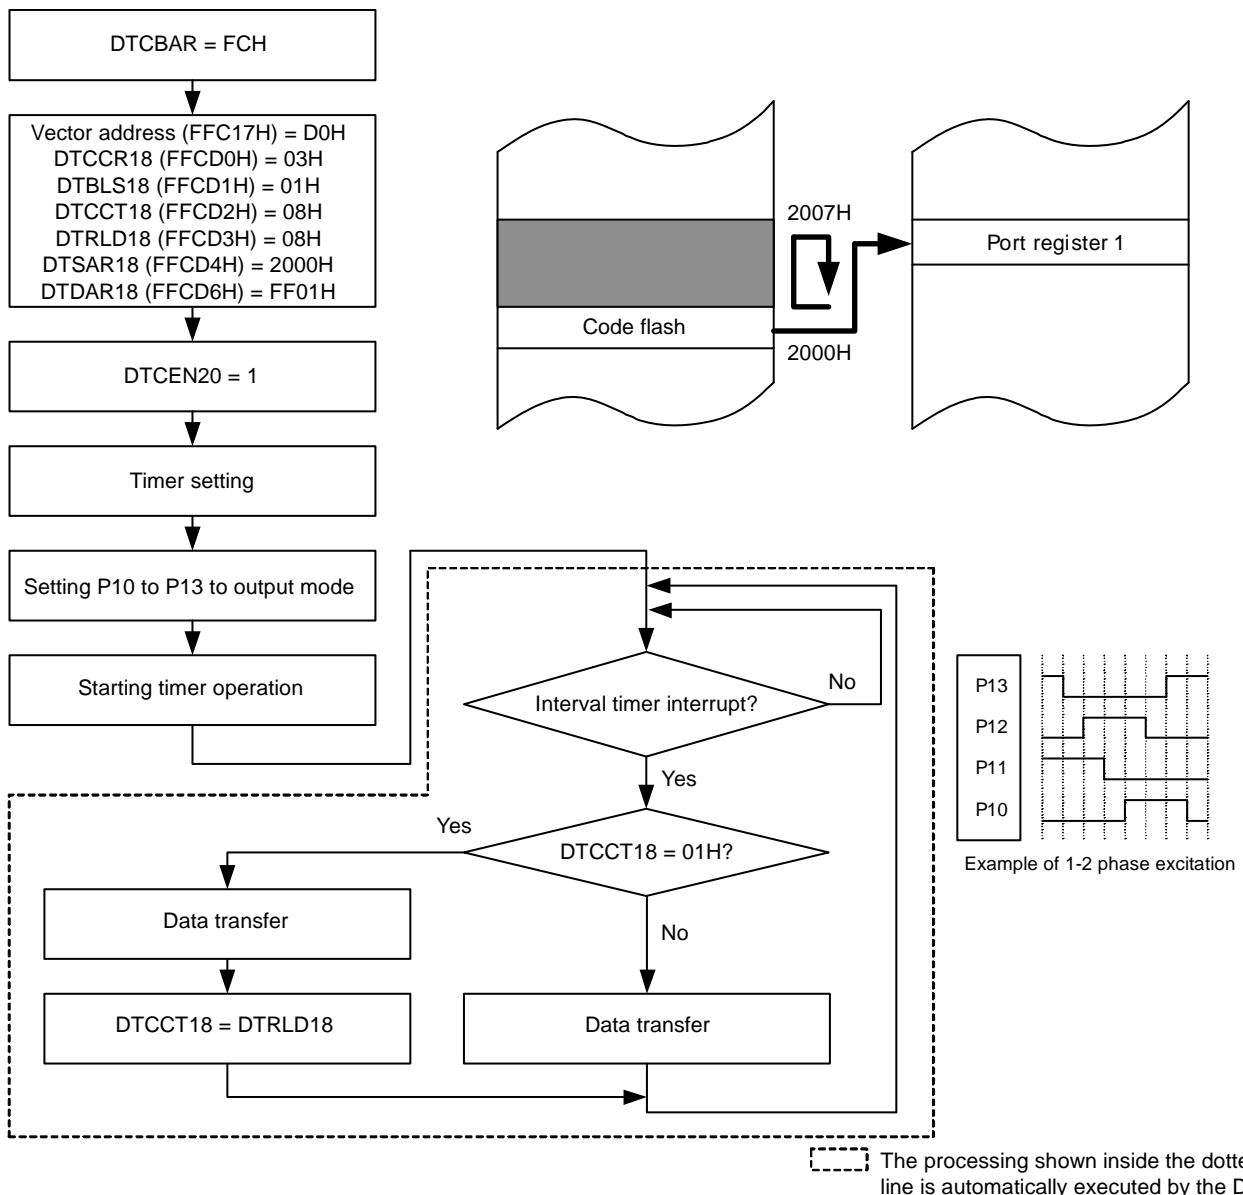 DTCBAR = FCH
Vector address (FFC17H) = D0H
DTCCR18 (FFCD0H) = 03H
DTBLS18 (FFCD1H) = 01H
DTCCT18 (FFCD2H) = 08H
DTRLD18 (FFCD3H) = 08H
DTSAR18 (FFCD4H) = 2000H
DTDAR18 (FFCD6H) = FF01H
DTCEN20 = 1
Timer setting
Setting P10 to P13 to output mode
Starting timer operation
2007H
Port register 1
Code flash
2000H
Interval timer interrupt?
No
Yes
DTCCT18 = 01H?
Yes
No
Data transfer
DTCCT18 = DTRLD18
Data transfer
P13
P12
P11
P10
Example of 1-2 phase excitation
The processing shown inside the
line is automatically executed by the